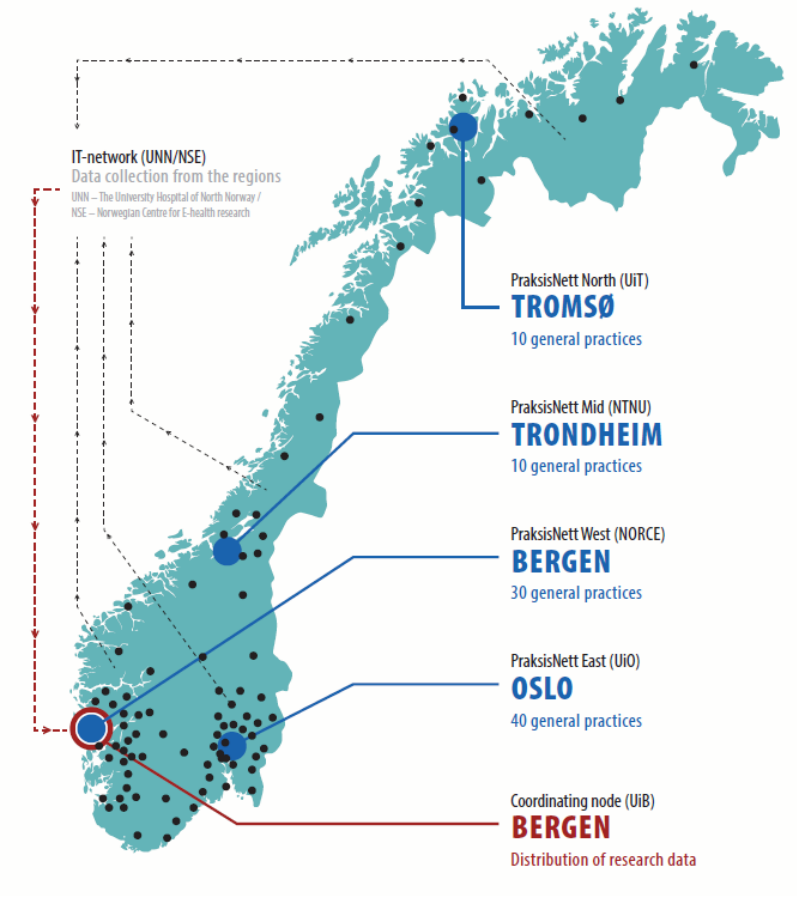 IT-network (UNN/NSE)
Data collection from the regions
UNN – The University Hospital of North Norway /
NSE – Norwegian Centre for E-health research
PraksisNett North (UiT)
TROMSØ
10 general practices
PraksisNett Mid (NTNU)
TRONDHEIM
10 general practices
PraksisNett West (NORCE)
BERGEN
30 general practices
PraksisNett East (UiO)
OSLO
40 general practices
Coordinating node (UiB)
BERGEN
Distribution of research data